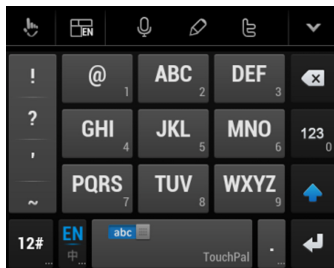 EN
! @ 1 ABC 2 DEF 3
? GHI 4 JKL 5 MNO 6 123 0
' PQRS 7 TUV 8 WXYZ 9
~
12# EN abc .
中 TouchPal